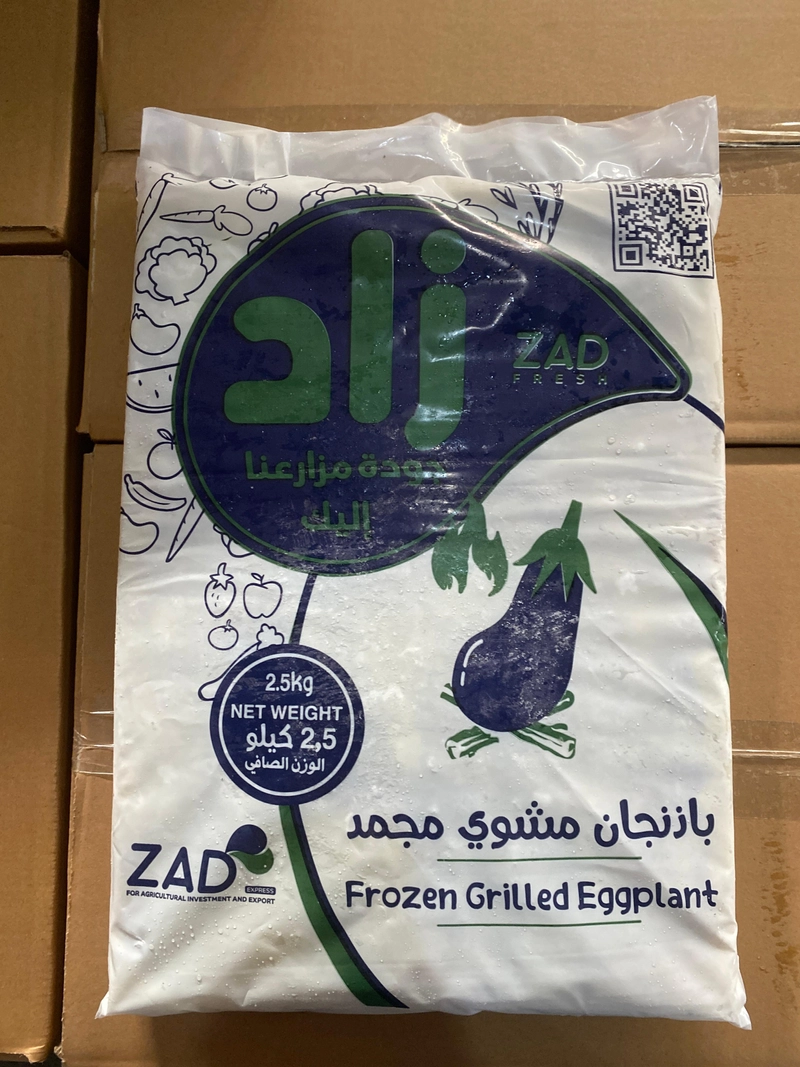 زاد
ZAD
FRESH
جودة مزارعنا
إليك
2.5kg
NET WEIGHT
2,5 كيلو
الوزن الصافي
ZAD
EXPRESS
FOR AGRICULTURAL INVESTMENT AND EXPORT
باذنجان مشوي مجمد
Frozen Grilled Eggplant